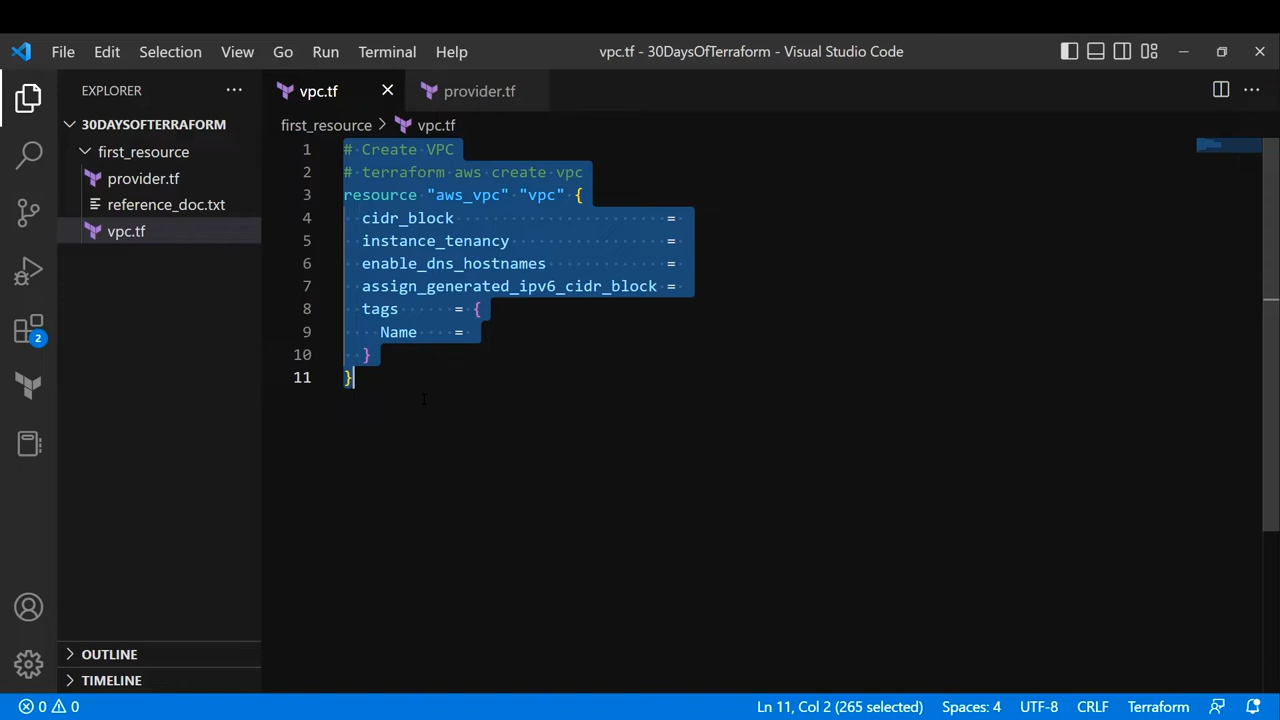 File Edit Selection View Go Run Terminal Help vpc.tf - 30DaysOfTerraform - Visual Studio Code
EXPLORER
vpc.tf provider.tf
30DAYSOFTERRAFORM
first_resource
provider.tf
reference_doc.txt
vpc.tf
first_resource > vpc.tf
1 # Create VPC
2 # terraform aws create vpc
3 resource "aws_vpc" "vpc" {
4 cidr_block =
5 instance_tenancy =
6 enable_dns_hostnames =
7 assign_generated_ipv6_cidr_block =
8 tags = {
9 Name =
10 }
11 }
2
OUTLINE
TIMELINE
0 0 Ln 11, Col 2 (265 selected) Spaces: 4 UTF-8 CRLF Terraform